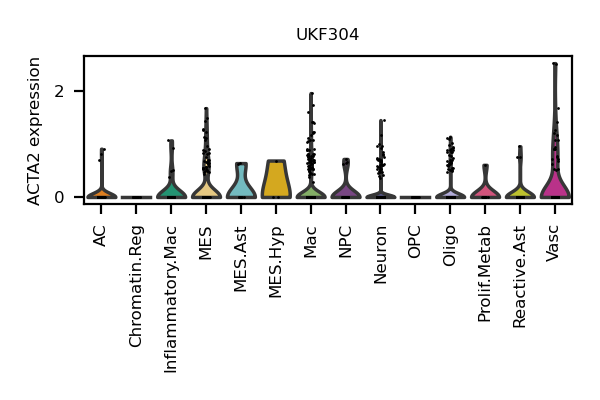 UKF304
ACTA2 expression
2
0
AC
Chromatin.Reg
Inflammatory.Mac
MES
MES.Ast
MES.Hyp
Mac
NPC
Neuron
OPC
Oligo
Prolif.Metab
Reactive.Ast
Vasc